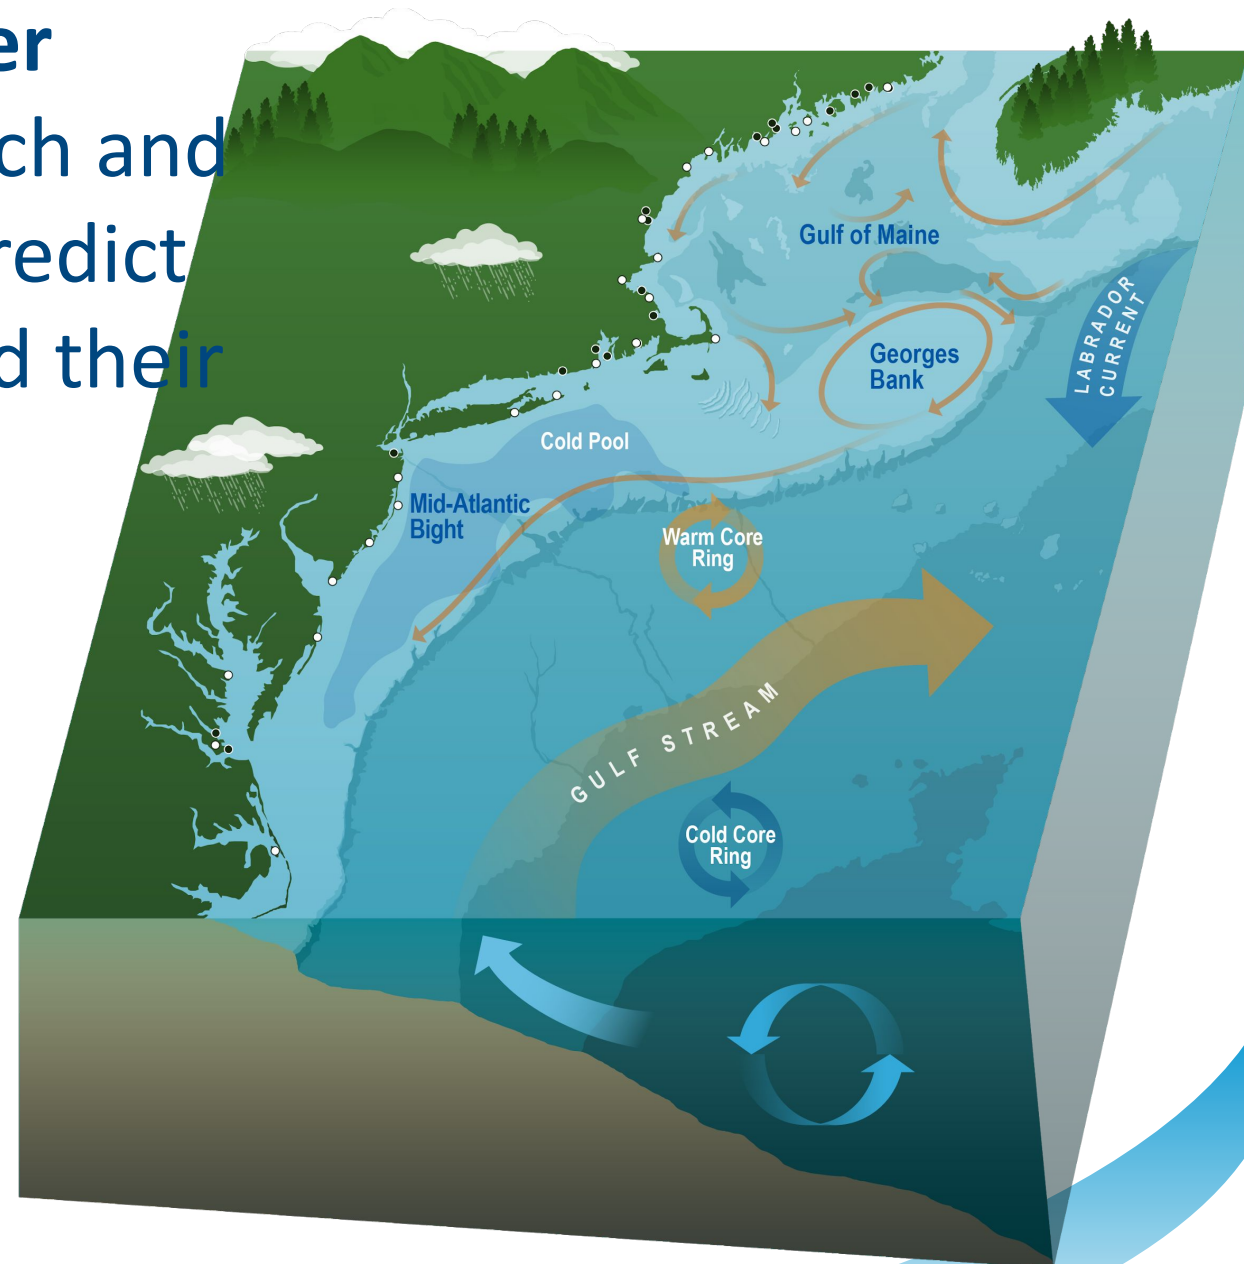 er
ch and
redict
d their
Gulf of Maine
LABRADOR
CURRENT
Georges
Bank
Cold Pool
Mid-Atlantic
Bight
Warm Core
Ring
GULF STREAM
Cold Core
Ring